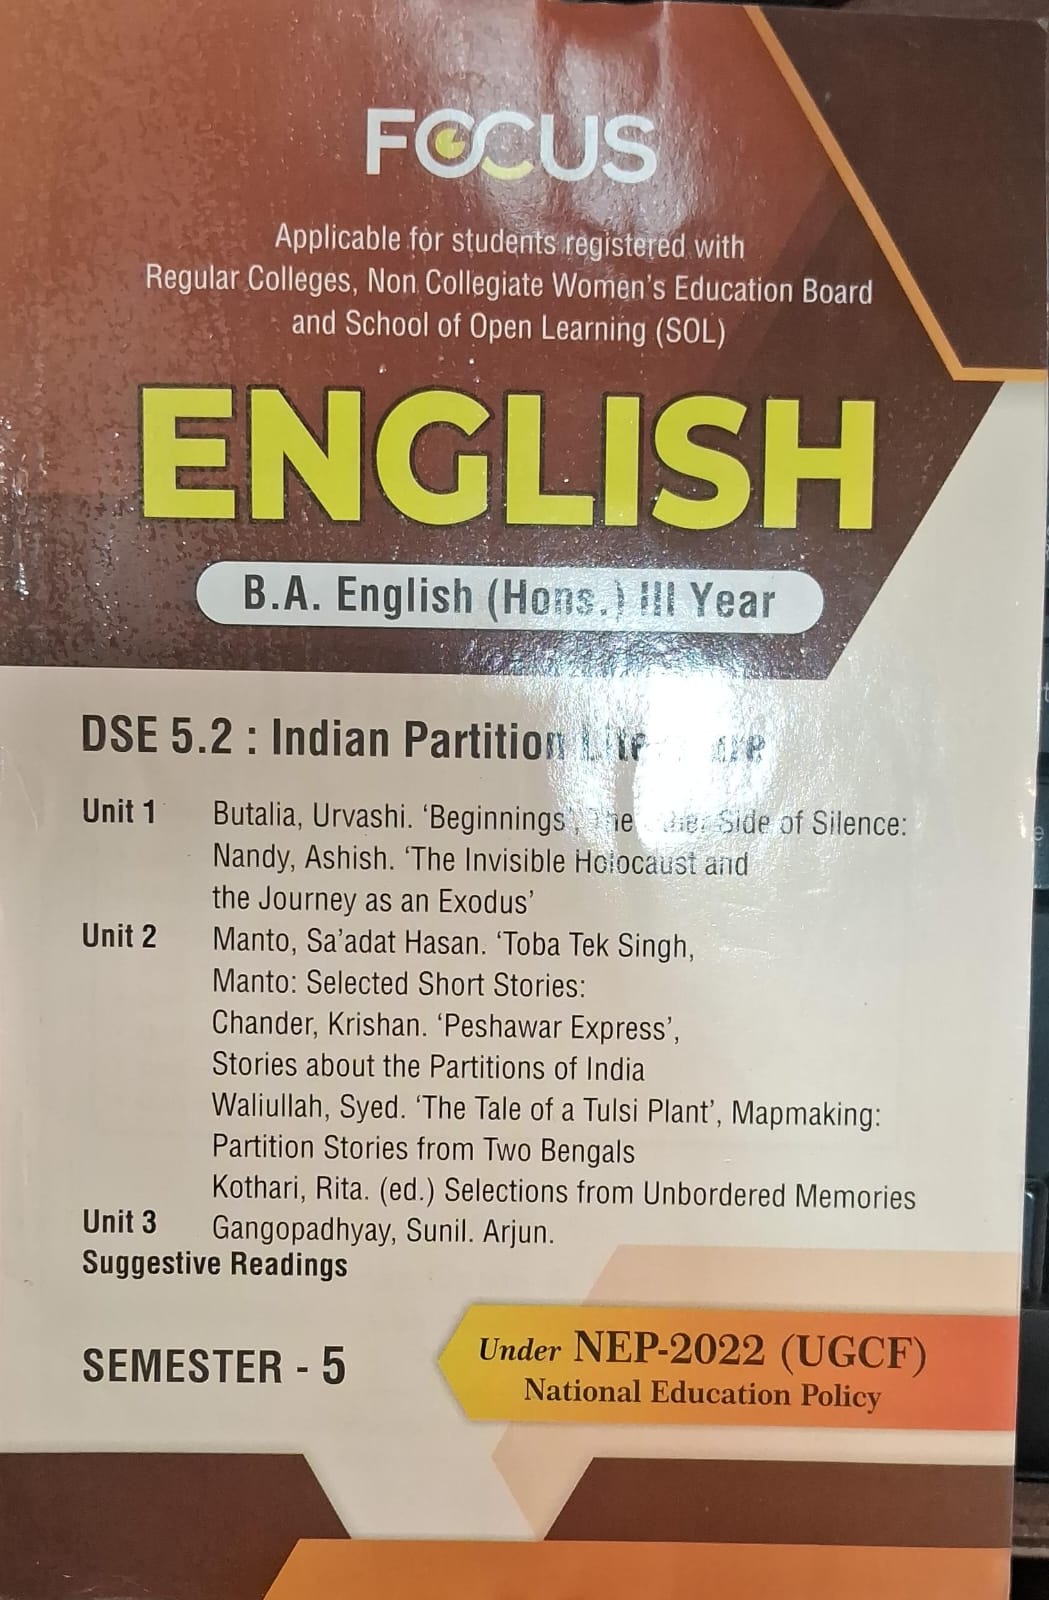 FOCUS
Applicable for students registered with
Regular Colleges, Non Collegiate Women's Education Board
and School of Open Learning (SOL)
ENGLISH
B.A. English (Hons.) III Year
DSE 5.2 : Indian Partition
Unit 1 Butalia, Urvashi. 'Beginnings', Side of Silence:
Nandy, Ashish. 'The Invisible Holocaust and
the Journey as an Exodus'
Unit 2 Manto, Sa'adat Hasan. 'Toba Tek Singh,
Manto: Selected Short Stories:
Chander, Krishan. 'Peshawar Express',
Stories about the Partitions of India
Waliullah, Syed. 'The Tale of a Tulsi Plant', Mapmaking:
Partition Stories from Two Bengals
Kothari, Rita. (ed.) Selections from Unbordered Memories
Unit 3 Gangopadhyay, Sunil. Arjun.
Suggestive Readings
SEMESTER - 5
Under NEP-2022 (UGCF)
National Education Policy